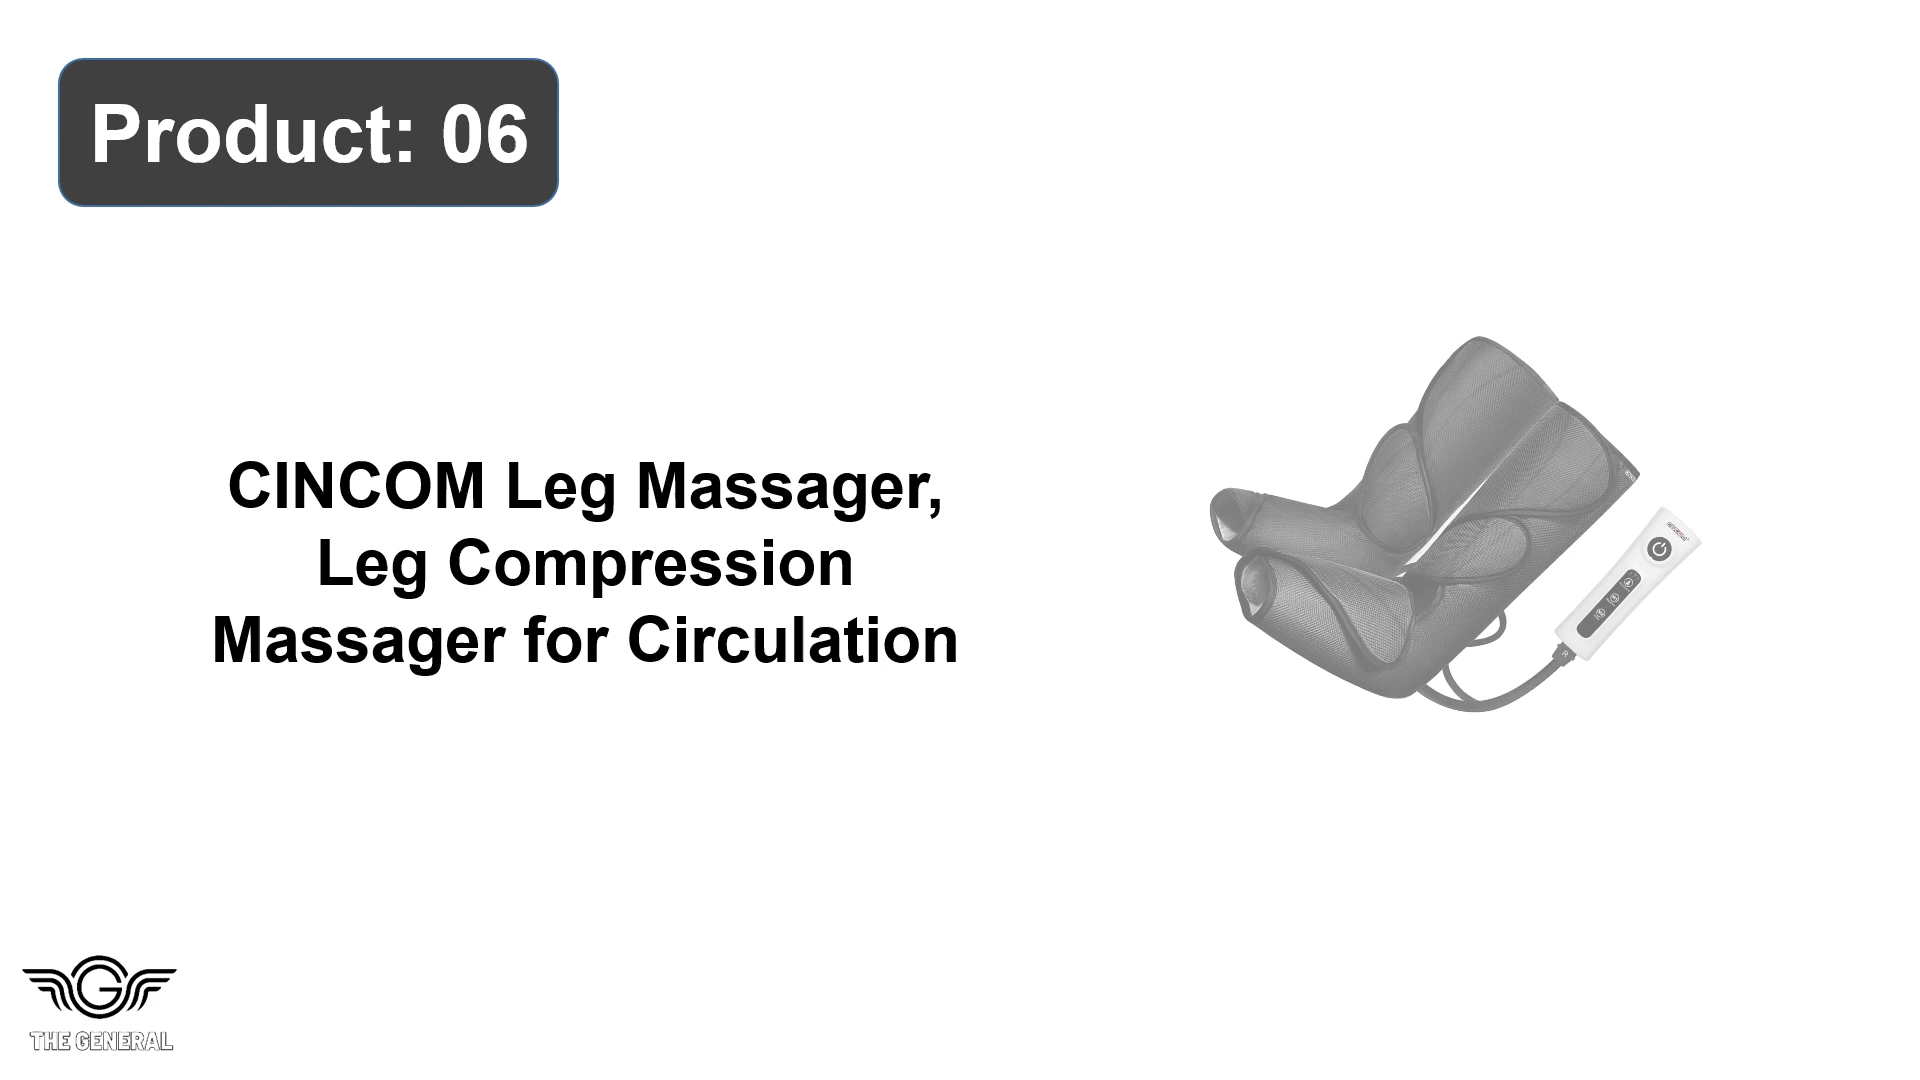 Product: 06
CINCOM Leg Massager,
Leg Compression
Massager for Circulation
R
G
THE GENERAL